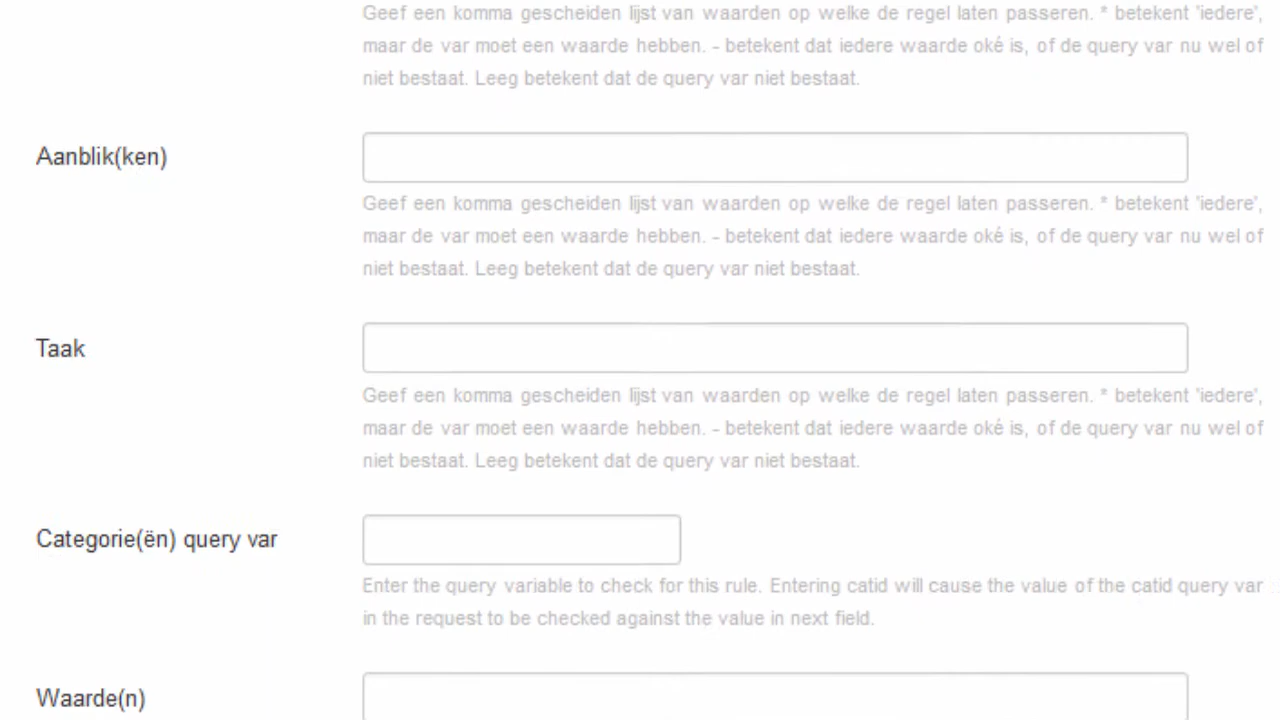 Geef een komma gescheiden lijst van waarden op welke de regel laten passeren. * betekent 'iedere',
maar de var moet een waarde hebben. - betekent dat iedere waarde oké is, of de query var nu wel of
niet bestaat. Leeg betekent dat de query var niet bestaat.
Aanblik(ken)
Geef een komma gescheiden lijst van waarden op welke de regel laten passeren. * betekent 'iedere',
maar de var moet een waarde hebben. - betekent dat iedere waarde oké is, of de query var nu wel of
niet bestaat. Leeg betekent dat de query var niet bestaat.
Taak
Geef een komma gescheiden lijst van waarden op welke de regel laten passeren. * betekent 'iedere',
maar de var moet een waarde hebben. - betekent dat iedere waarde oké is, of de query var nu wel of
niet bestaat. Leeg betekent dat de query var niet bestaat.
Categorie(ën) query var
Enter the query variable to check for this rule. Entering catid will cause the value of the catid query var
in the request to be checked against the value in next field.
Waarde(n)